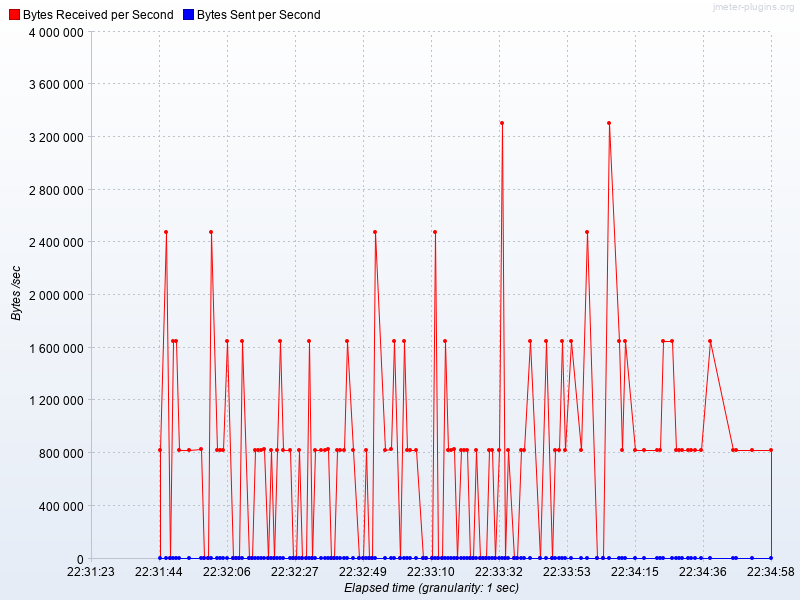 jmeter-plugins.org
Bytes Received per Second Bytes Sent per Second
4 000 000
3 600 000
3 200 000
2 800 000
2 400 000
2 000 000
1 600 000
1 200 000
800 000
400 000
0
Bytes /sec
22:31:23 22:31:44 22:32:06 22:32:27 22:32:49 22:33:10 22:33:32 22:33:53 22:34:15 22:34:36 22:34:58
Elapsed time (granularity: 1 sec)